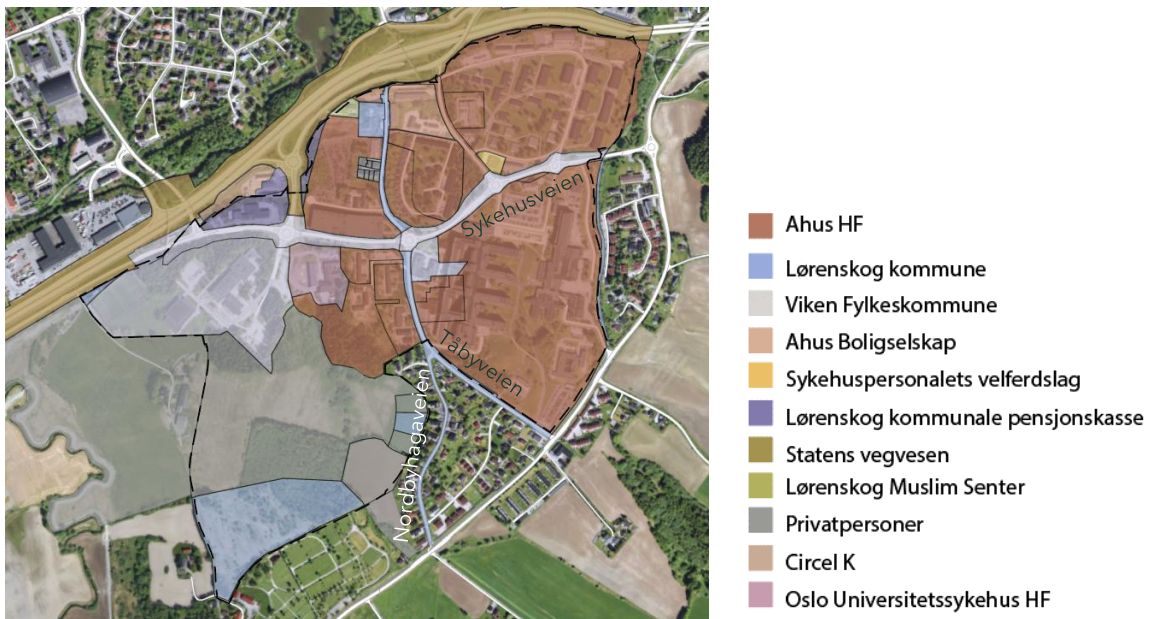 Sykehusveien
Tåbyveien
Nordbyhagaveien
Ahus HF
Lørenskog kommune
Viken Fylkeskommune
Ahus Boligselskap
Sykehuspersonalets velferdslag
Lørenskog kommunale pensjonskasse
Statens vegvesen
Lørenskog Muslim Senter
Privatpersoner
Circel K
Oslo Universitetssykehus HF